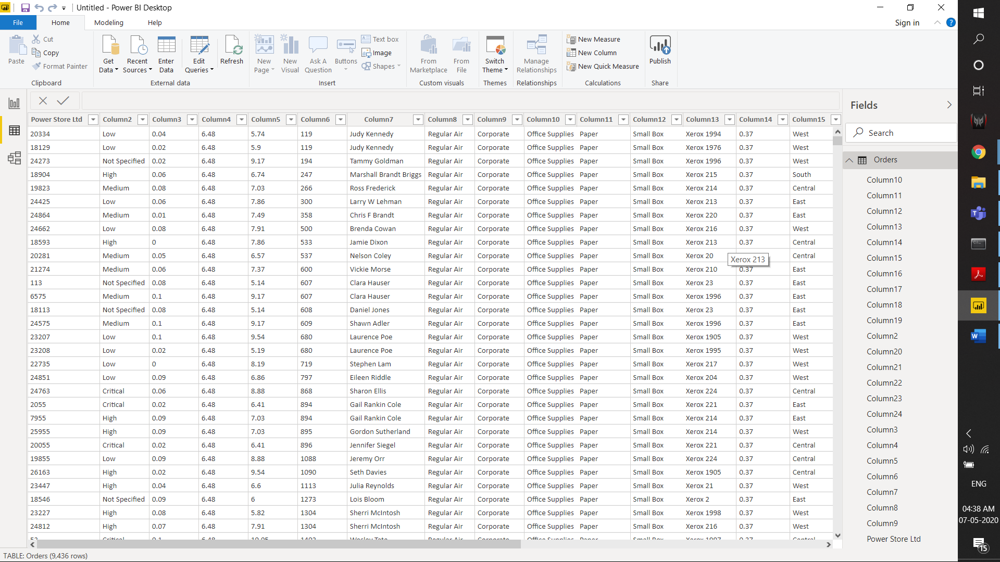 Untitled - Power BI Desktop
File Home Modeling Help Sign in
Paste
Cut
Copy
Format Painter
Clipboard
Get Data
Recent Sources
Enter Data
Edit Queries
Refresh
External data
New Page
New Visual
Ask A Question
Buttons
Text box
Image
Shapes
Insert
From Marketplace
From File
Custom visuals
Switch Theme
Themes
Manage Relationships
Relationships
New Measure
New Column
New Quick Measure
Calculations
Publish
Share
Power Store Ltd Column2 Column3 Column4 Column5 Column6 Column7 Column8 Column9 Column10 Column11 Column12 Column13 Column14 Column15
20334 Low 0.04 6.48 5.74 119 Judy Kennedy Regular Air Corporate Office Supplies Paper Small Box Xerox 1994 0.37 West
18129 Low 0.02 6.48 5.9 119 Judy Kennedy Regular Air Corporate Office Supplies Paper Small Box Xerox 1976 0.37 West
24273 Not Specified 0.02 6.48 9.17 194 Tammy Goldman Regular Air Corporate Office Supplies Paper Small Box Xerox 1996 0.37 West
18904 High 0.06 6.48 6.74 247 Marshall Brandt Briggs Regular Air Corporate Office Supplies Paper Small Box Xerox 215 0.37 South
19823 Medium 0.08 6.48 7.03 266 Ross Frederick Regular Air Corporate Office Supplies Paper Small Box Xerox 214 0.37 Central
24425 Low 0.06 6.48 7.86 300 Larry W Lehman Regular Air Corporate Office Supplies Paper Small Box Xerox 213 0.37 East
24864 Medium 0.01 6.48 7.49 358 Chris F Brandt Regular Air Corporate Office Supplies Paper Small Box Xerox 220 0.37 East
24662 Low 0.08 6.48 7.91 500 Brenda Cowan Regular Air Corporate Office Supplies Paper Small Box Xerox 216 0.37 West
18593 High 0 6.48 7.86 533 Jamie Dixon Regular Air Corporate Office Supplies Paper Small Box Xerox 213 0.37 Central
20281 Medium 0.05 6.48 6.57 537 Nelson Coley Regular Air Corporate Office Supplies Paper Small Box Xerox 20 Central
Xerox 213
21274 Medium 0.06 6.48 7.37 600 Vickie Morse Regular Air Corporate Office Supplies Paper Small Box Xerox 210 0.37 East
113 Not Specified 0.08 6.48 5.14 607 Clara Hauser Regular Air Corporate Office Supplies Paper Small Box Xerox 23 0.37 East
6575 Medium 0.1 6.48 9.17 607 Clara Hauser Regular Air Corporate Office Supplies Paper Small Box Xerox 1996 0.37 East
18113 Not Specified 0.08 6.48 5.14 608 Daniel Jones Regular Air Corporate Office Supplies Paper Small Box Xerox 23 0.37 East
24575 Medium 0.1 6.48 9.17 609 Shawn Adler Regular Air Corporate Office Supplies Paper Small Box Xerox 1996 0.37 East
23207 Low 0.1 6.48 9.54 680 Laurence Poe Regular Air Corporate Office Supplies Paper Small Box Xerox 1905 0.37 West
23208 Low 0.02 6.48 5.19 680 Laurence Poe Regular Air Corporate Office Supplies Paper Small Box Xerox 1995 0.37 West
22735 Low 0 6.48 8.19 719 Stephen Lam Regular Air Corporate Office Supplies Paper Small Box Xerox 217 0.37 West
24851 Low 0.09 6.48 6.86 797 Eileen Riddle Regular Air Corporate Office Supplies Paper Small Box Xerox 204 0.37 West
24763 Critical 0.06 6.48 8.88 868 Sharon Ellis Regular Air Corporate Office Supplies Paper Small Box Xerox 224 0.37 Central
2055 Critical 0.02 6.48 6.41 894 Gail Rankin Cole Regular Air Corporate Office Supplies Paper Small Box Xerox 221 0.37 East
7955 High 0.09 6.48 7.03 894 Gail Rankin Cole Regular Air Corporate Office Supplies Paper Small Box Xerox 214 0.37 East
25955 High 0.09 6.48 7.03 895 Gordon Sutherland Regular Air Corporate Office Supplies Paper Small Box Xerox 214 0.37 West
20055 Critical 0.02 6.48 6.41 896 Jennifer Siegel Regular Air Corporate Office Supplies Paper Small Box Xerox 221 0.37 Central
19855 Low 0.09 6.48 8.88 1088 Jeremy Orr Regular Air Corporate Office Supplies Paper Small Box Xerox 224 0.37 Central
26163 High 0.02 6.48 9.54 1090 Seth Davies Regular Air Corporate Office Supplies Paper Small Box Xerox 1905 0.37 Central
23447 High 0.04 6.48 6.6 1113 Julia Reynolds Regular Air Corporate Office Supplies Paper Small Box Xerox 21 0.37 West
18546 Not Specified 0.09 6.48 6 1273 Lois Bloom Regular Air Corporate Office Supplies Paper Small Box Xerox 2 0.37 East
23227 High 0.08 6.48 5.82 1304 Sherri McIntosh Regular Air Corporate Office Supplies Paper Small Box Xerox 1998 0.37 West
24812 High 0.07 6.48 7.91 1304 Sherri McIntosh Regular Air Corporate Office Supplies Paper Small Box Xerox 216 0.37 West
TABLE: Orders (9,436 rows)
Fields
Search
Orders
Column10
Column11
Column12
Column13
Column14
Column15
Column16
Column17
Column18
Column19
Column2
Column20
Column21
Column22
Column23
Column24
Column3
Column4
Column5
Column6
Column7
Column8
Column9
Power Store Ltd
ENG
04:38 AM
07-05-2020
15